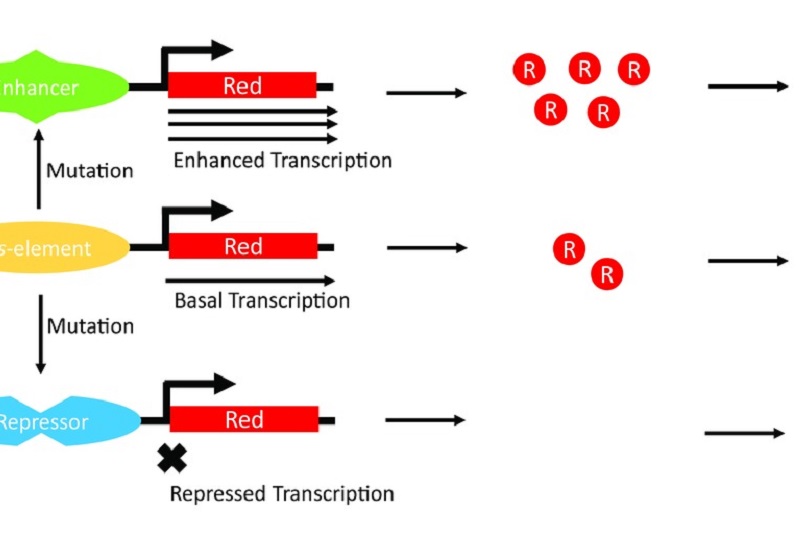 nhancer
Red
R R R
R R
Enhanced Transcription
Mutation
s-element
Red
R
R
Basal Transcription
Mutation
Repressor
Red
Repressed Transcription